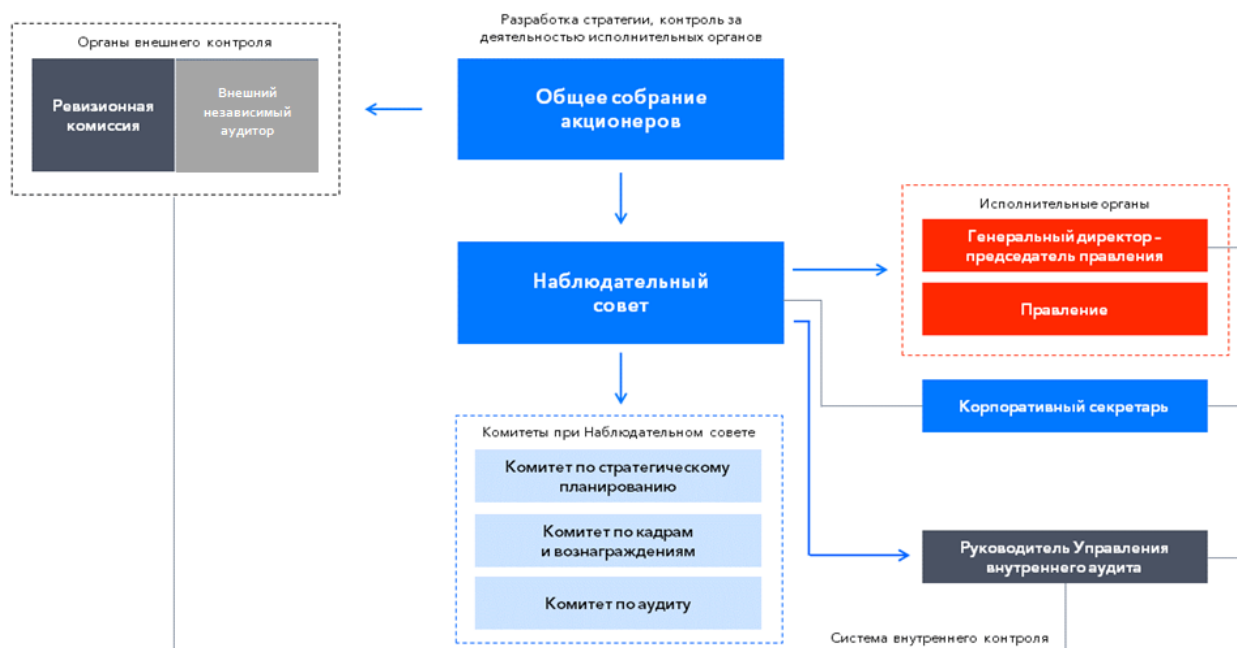 Разработка стратегии, контроль за
деятельностью исполнительных органов
Органы внешнего контроля
Ревизионная
комиссия
Внешний
независимый
аудитор
Общее собрание
акционеров
Исполнительные органы
Генеральный директор –
председатель правления
Правление
Наблюдательный
совет
Корпоративный секретарь
Комитеты при Наблюдательном совете
Комитет по стратегическому
планированию
Комитет по кадрам
и вознаграждениям
Комитет по аудиту
Руководитель Управления
внутреннего аудита
Система внутреннего контроля